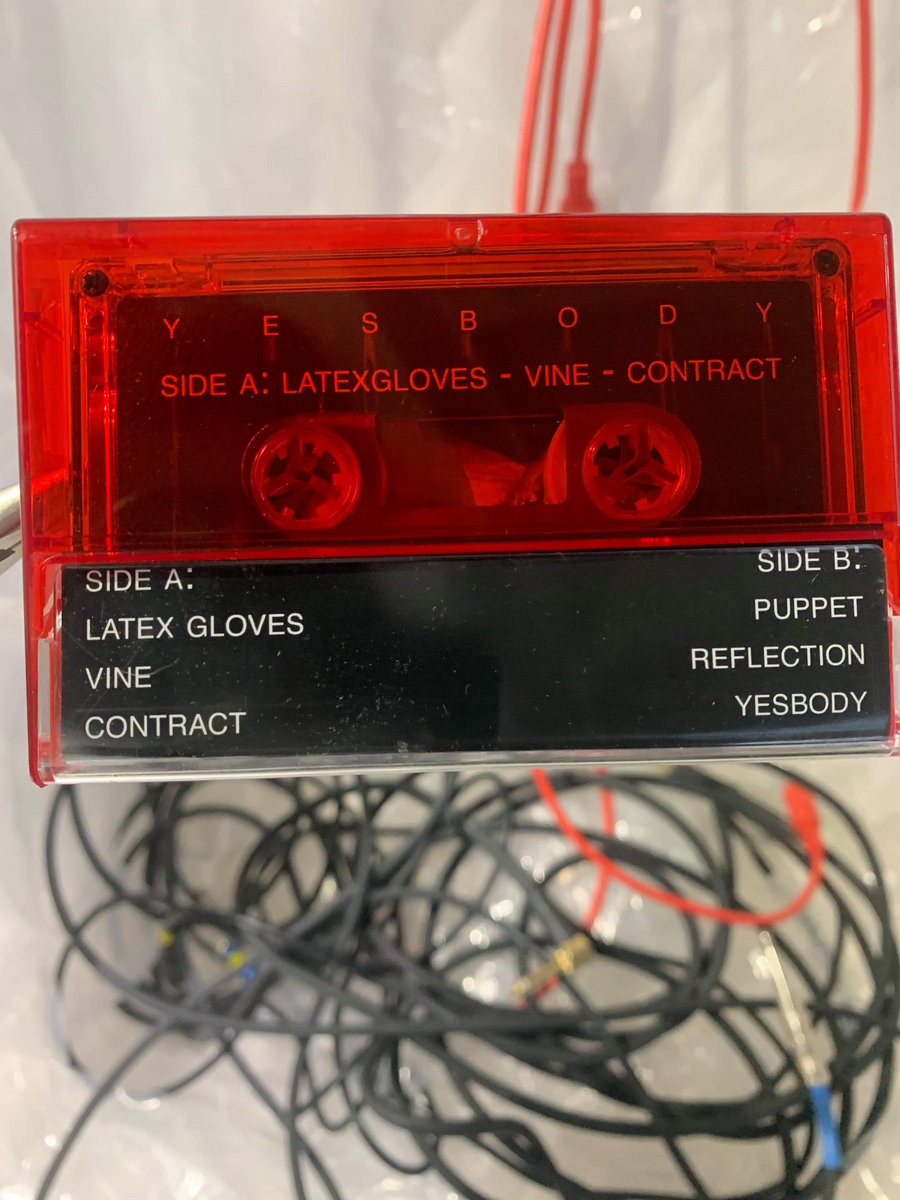 Y E S B O D Y
SIDE A: LATEXGLOVES - VINE - CONTRACT
SIDE A:
LATEX GLOVES
VINE
CONTRACT
SIDE B:
PUPPET
REFLECTION
YESBODY